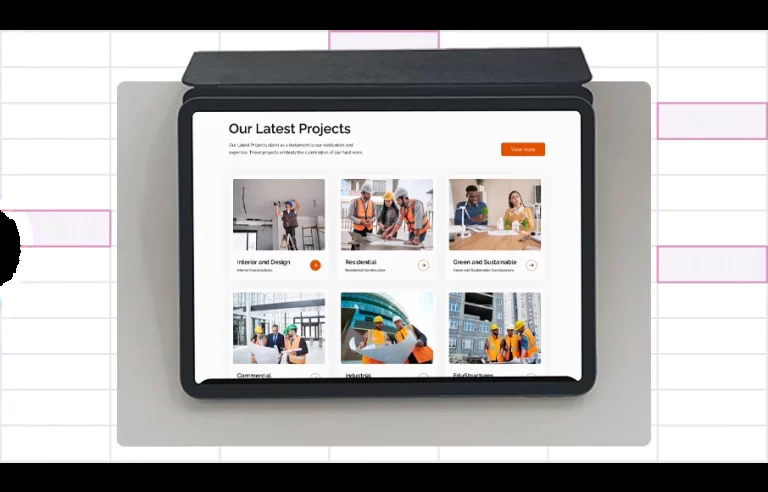 Our Latest Projects
Our Latest Projects stand as a testament to our dedication and
expertise. These projects embody the culmination of our hard work.
View more
Interior and Design
Interior Constructions
Residential
Residential Construction
Green and Sustainable
Green and Sustainable Constructions
Commercial
Industrial
EduStructures